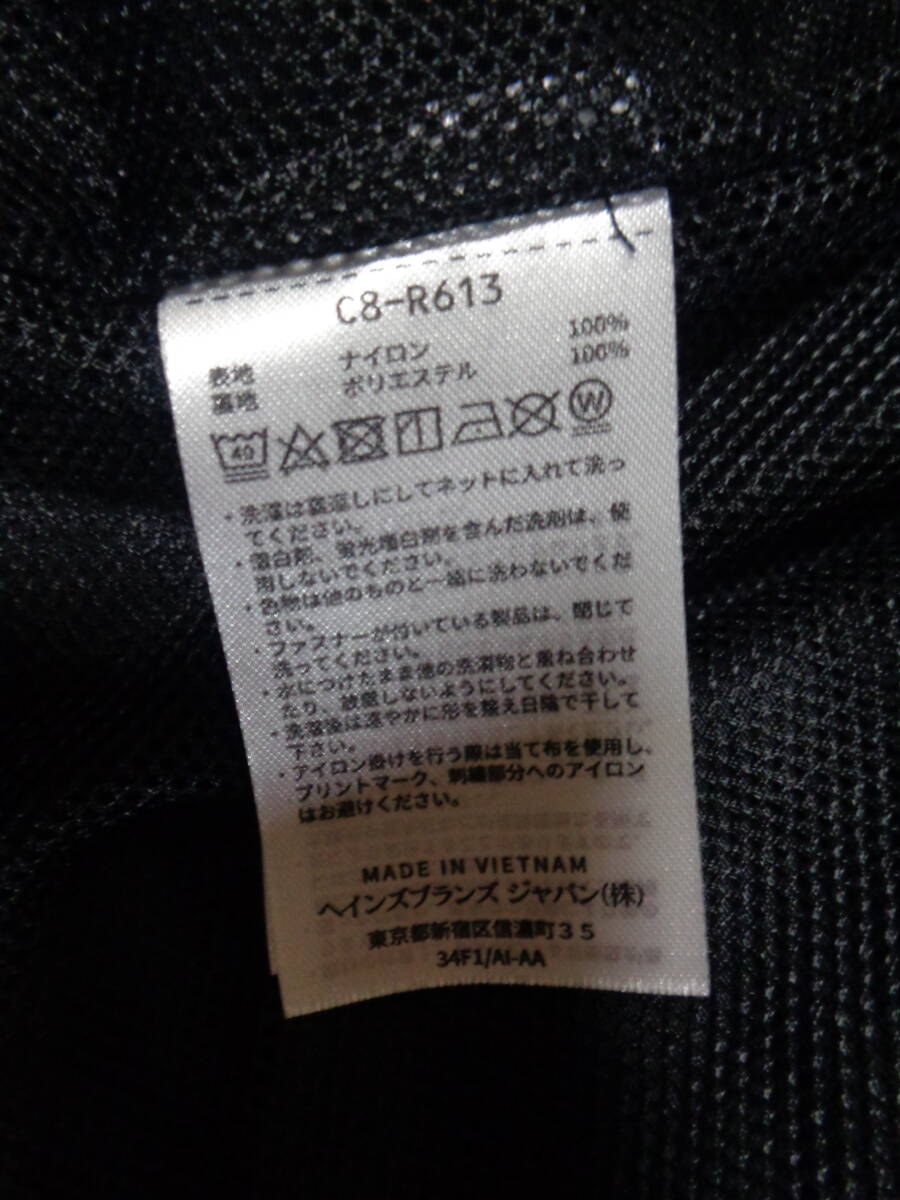 C8-R613
表地 ナイロン 100%
裏地 ポリエステル 100%
40 W
・洗濯は裏返しにしてネットに入れて洗っ
てください。
・蛍白剤、蛍光増白剤を含んだ洗剤は、使
用しないでください。
・色物は他のものと一緒に洗わないでくだ
さい。
・ファスナーが付いている製品は、閉じて
洗ってください。
・水につけたまま他の洗濯物と重ね合わせ
たり、放置しないようにしてください。
・洗濯後は速やかに形を整え日陰で干して
下さい。
・アイロン掛けを行う際は当て布を使用し、
プリントマーク、刺繍部分へのアイロン
はお避けください。
MADE IN VIETNAM
ヘインズブランズ ジャパン(株)
東京都新宿区信濃町35
34F1/AI-AA